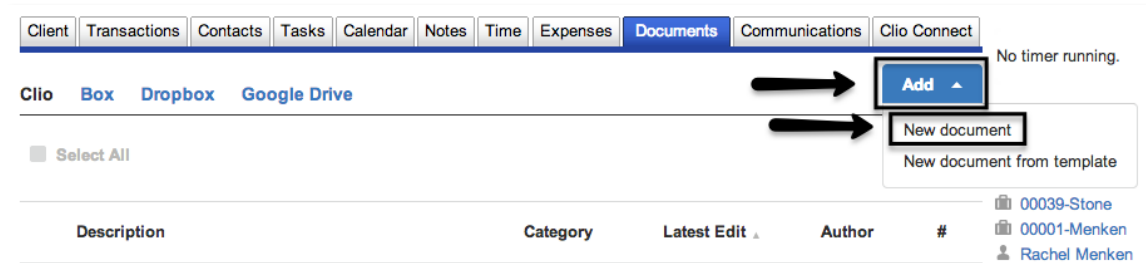 Client Transactions Contacts Tasks Calendar Notes Time Expenses Documents Communications Clio Connect
No timer running.
Clio Box Dropbox Google Drive
Add
New document
New document from template
Select All
00039-Stone
Description Category Latest Edit Author #
00001-Menken
Rachel Menken